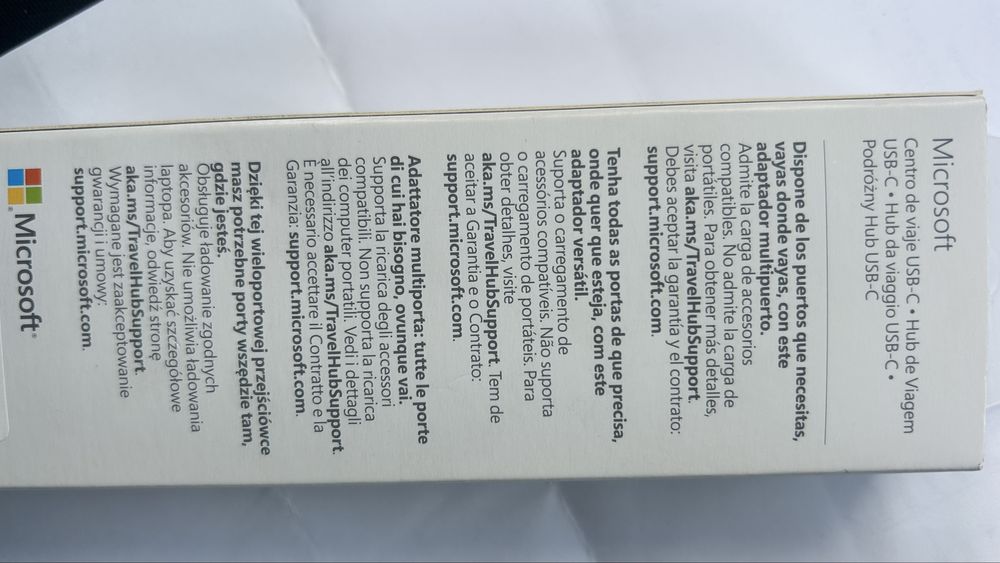 Microsoft
Centro de viaje USB-C • Hub de Viagem
USB-C • Hub da viaggio USB-C •
Podróżny Hub USB-C
Dispone de los puertos que necesitas,
vayas donde vayas, con este
adaptador multipuerto.
Admite la carga de accesorios
compatibles. No admite la carga de
portátiles. Para obtener más detalles,
visita aka.ms/TravelHubSupport.
Debes aceptar la garantía y el contrato:
support.microsoft.com.
Tenha todas as portas de que precisa,
onde quer que esteja, com este
adaptador versátil.
Suporta o carregamento de
acessórios compatíveis. Não suporta
o carregamento de portáteis. Para
obter detalhes, visite
aka.ms/TravelHubSupport. Tem de
aceitar a Garantia e o Contrato:
support.microsoft.com.
Adattatore multiporta: tutte le porte
di cui hai bisogno, ovunque vai.
Supporta la ricarica degli accessori
compatibili. Non supporta la ricarica
dei computer portatili. Vedi i dettagli
all'indirizzo aka.ms/TravelHubSupport.
È necessario accettare il Contratto e la
Garanzia: support.microsoft.com.
Dzięki tej wieloportowej przejściówce
masz potrzebne porty wszędzie tam,
gdzie jesteś.
Obsługuje ładowanie zgodnych
akcesoriów. Nie umożliwia ładowania
laptopa. Aby uzyskać szczegółowe
informacje, odwiedź stronę
aka.ms/TravelHubSupport.
Wymagane jest zaakceptowanie
gwarancji i umowy:
support.microsoft.com.
Microsoft